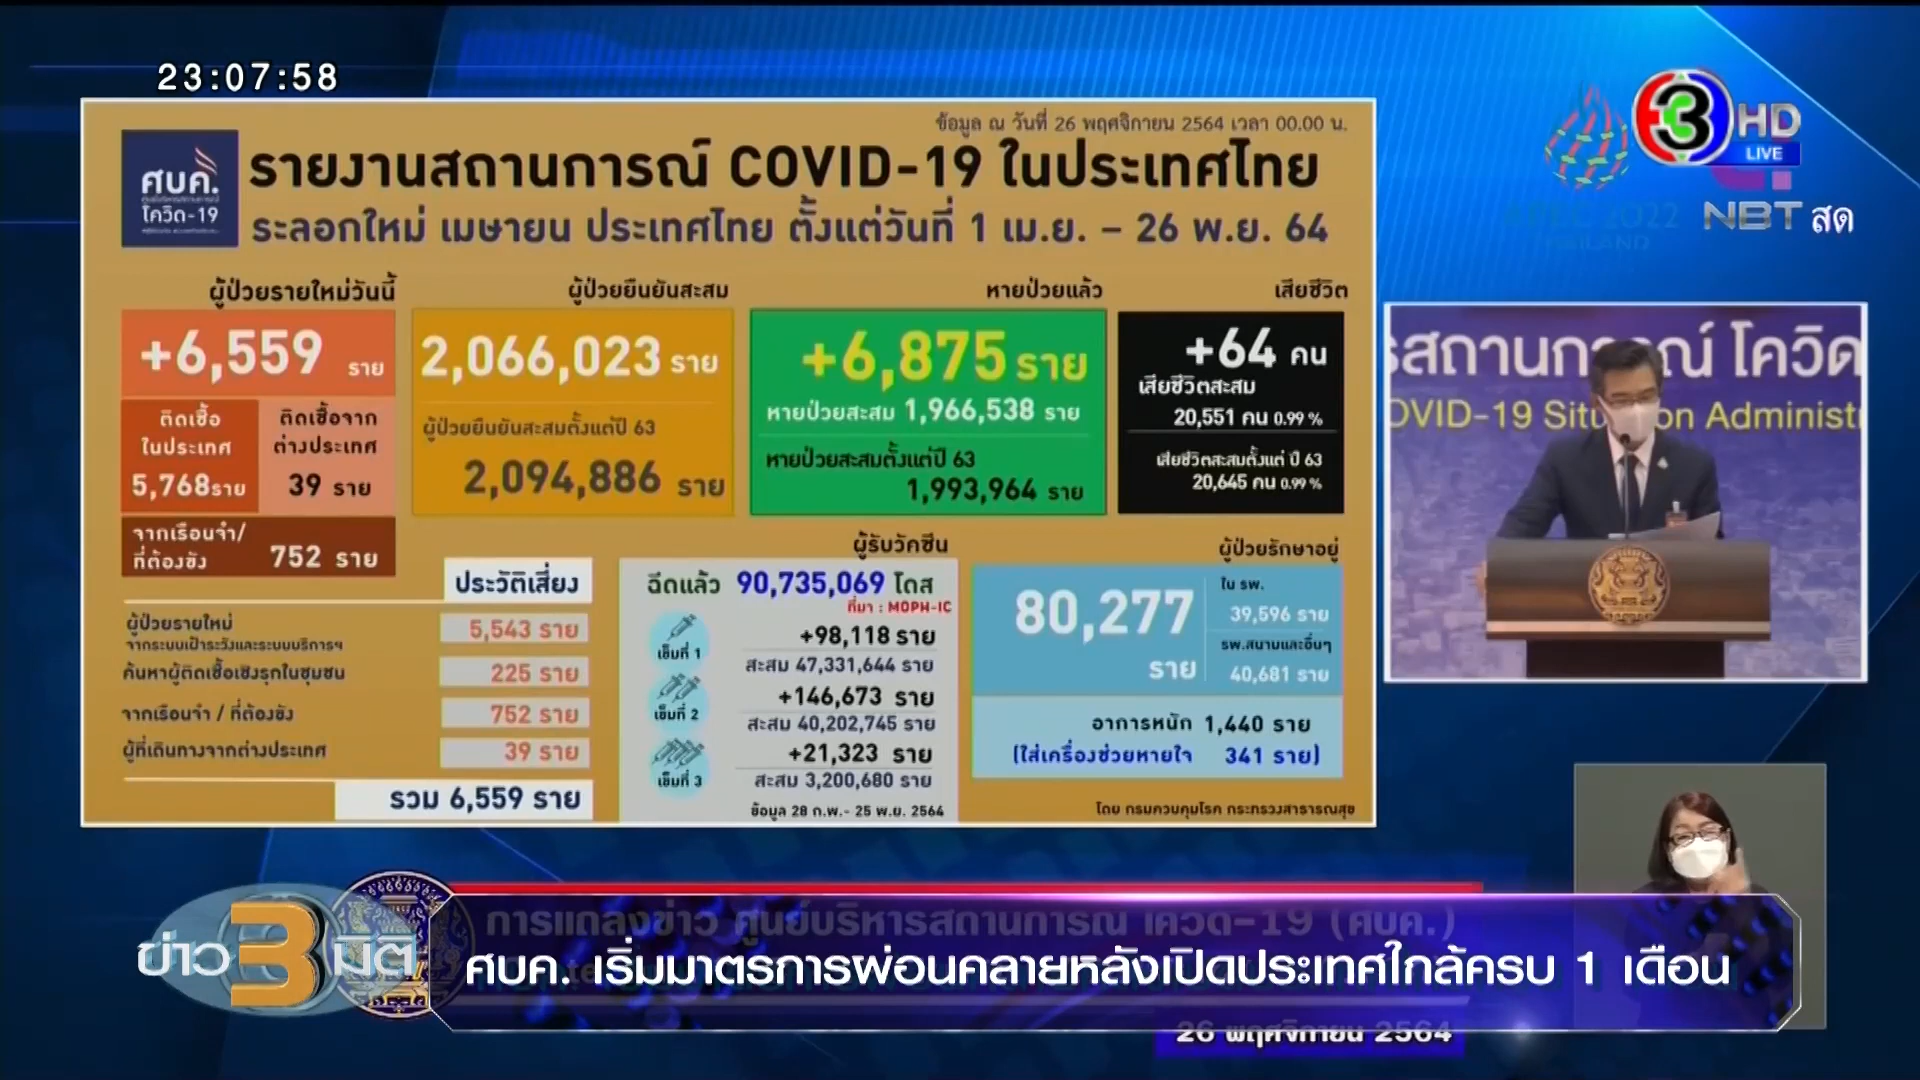 23:07:58
3 HD
LIVE
NBT สด
2022
ข้อมูล ณ วันที่ 26 พฤศจิกายน 2564 เวลา 00.00 น.
ศบค.
โควิด-19
รายงานสถานการณ์ COVID-19 ในประเทศไทย
ระลอกใหม่ เมษายน ประเทศไทย ตั้งแต่วันที่ 1 เม.ย. – 26 พ.ย. 64
ผู้ป่วยรายใหม่วันนี้
+6,559 ราย
ติดเชื้อ
ในประเทศ
5,768ราย
ติดเชื้อจาก
ต่างประเทศ
39 ราย
จากเรือนจำ/
ที่ต้องขัง
752 ราย
ผู้ป่วยยืนยันสะสม
2,066,023 ราย
ผู้ป่วยยืนยันสะสมตั้งแต่ปี 63
2,094,886 ราย
หายป่วยแล้ว
+6,875 ราย
หายป่วยสะสม 1,966,538 ราย
หายป่วยสะสมตั้งแต่ปี 63
1,993,964 ราย
เสียชีวิต
+64 คน
เสียชีวิตสะสม
20,551 คน 0.99 %
เสียชีวิตสะสมตั้งแต่ ปี 63
20,645 คน 0.99 %
ประวัติเสี่ยง
ผู้ป่วยรายใหม่
จากระบบเฝ้าระวังและระบบบริการฯ
5,543 ราย
ค้นหาผู้ติดเชื้อเชิงรุกในชุมชน
225 ราย
จากเรือนจำ / ที่ต้องขัง
752 ราย
ผู้ที่เดินทางจากต่างประเทศ
39 ราย
รวม 6,559 ราย
ผู้รับวัคซีน
ฉีดแล้ว 90,735,069 โดส
ที่มา : MOPH-IC
เข็มที่ 1
+98,118 ราย
สะสม 47,331,644 ราย
เข็มที่ 2
+146,673 ราย
สะสม 40,202,745 ราย
เข็มที่ 3
+21,323 ราย
สะสม 3,200,680 ราย
ข้อมูล 28 ก.พ.- 25 พ.ย. 2564
ผู้ป่วยรักษาอยู่
80,277
ราย
ใน รพ.
39,596 ราย
รพ.สนามและอื่นๆ
40,681 ราย
อาการหนัก 1,440 ราย
(ใส่เครื่องช่วยหายใจ 341 ราย)
โดย กรมควบคุมโรค กระทรวงสาธารณสุข
รสถานการณ์ โควิด
OVID-19 Situation Administ
การแถลงข่าว ศูนย์บริหารสถานการณ์ โควิด-19 (ศบค.)
ข่าว 3 มิติ
ศบค. เริ่มมาตรการผ่อนคลายหลังเปิดประเทศใกล้ครบ 1 เดือน
26 พฤศจิกายน 2564